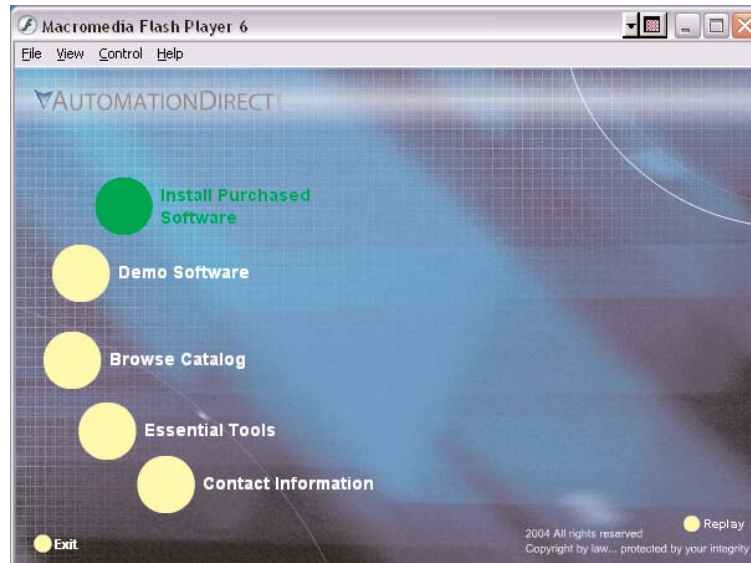 Macromedia Flash Player 6
File View Control Help
AUTOMATIONDIRECT
Install Purchased
Software
Demo Software
Browse Catalog
Essential Tools
Contact Information
Replay
Exit
2004 All rights reserved
Copyright by law... protected by your integrity